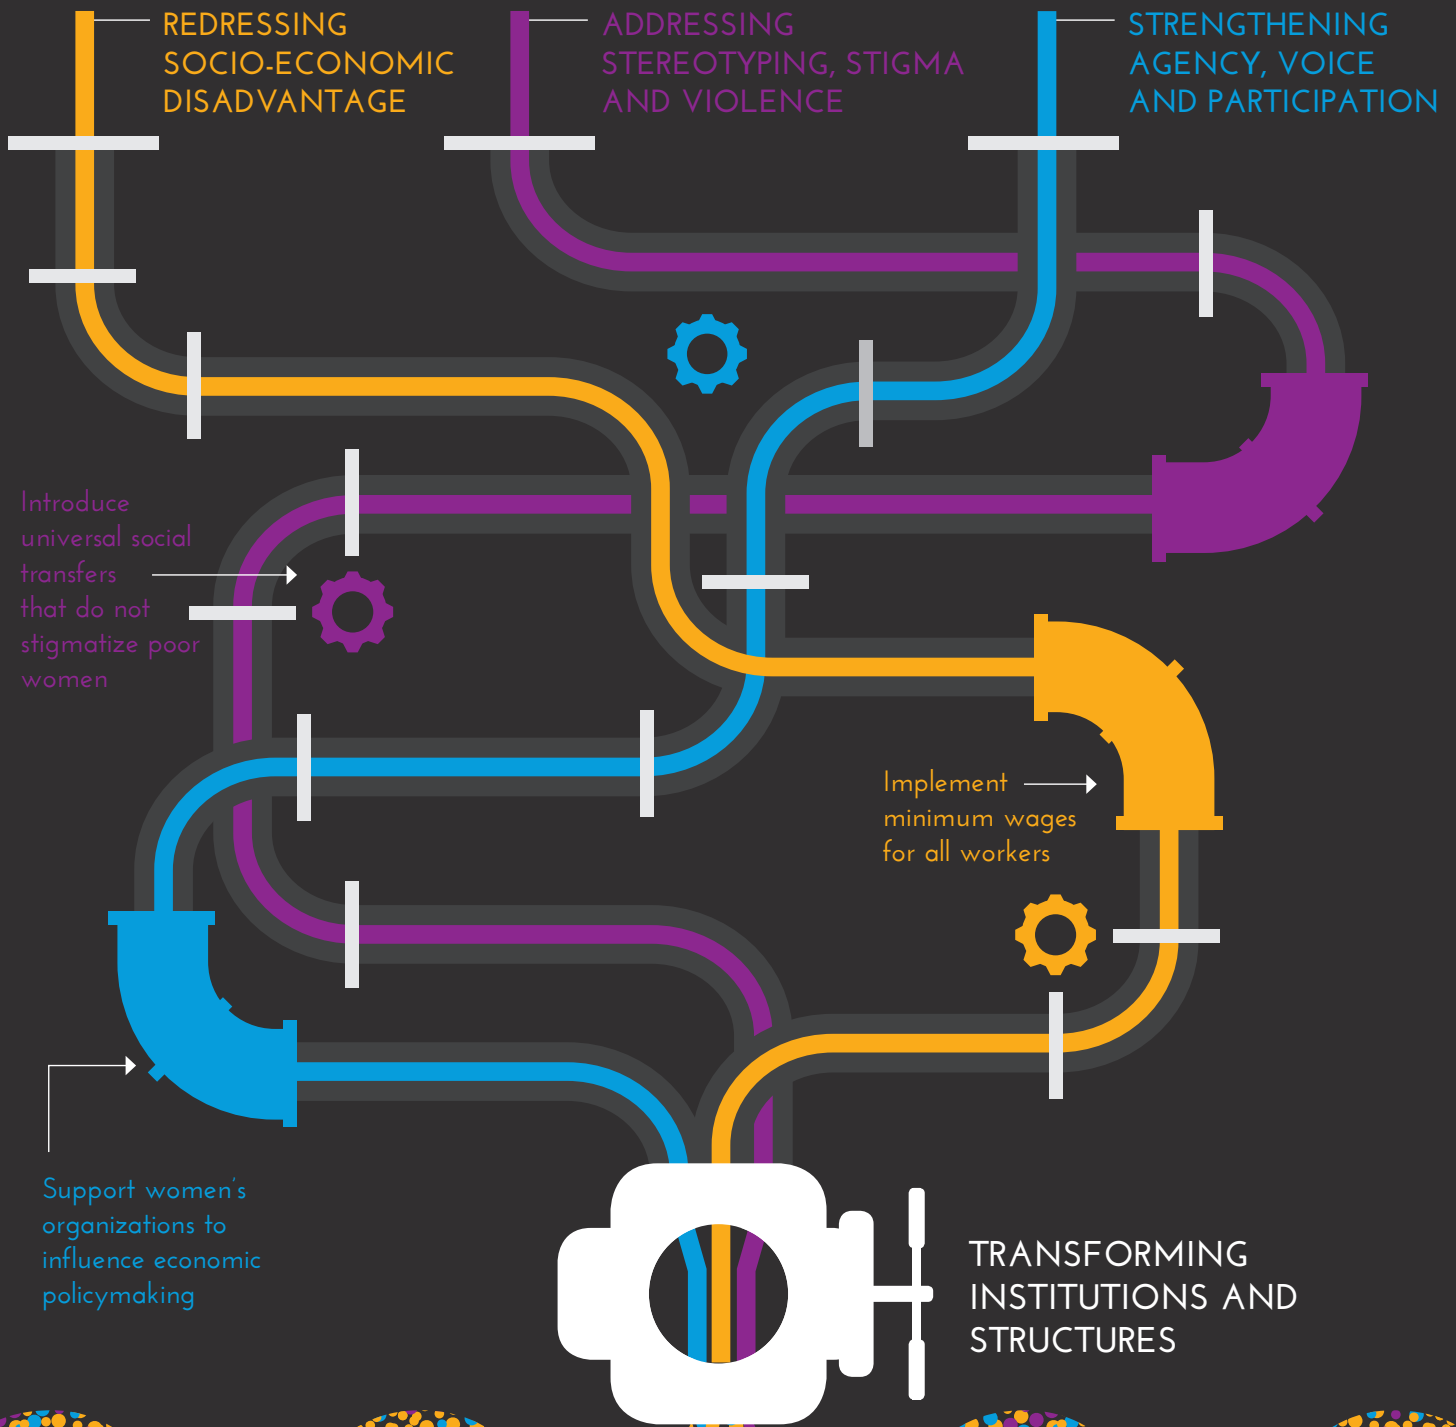 REDRESSING
SOCIO-ECONOMIC
DISADVANTAGE
ADDRESSING
STEREOTYPING, STIGMA
AND VIOLENCE
STRENGTHENING
AGENCY, VOICE
AND PARTICIPATION
Introduce
universal social
transfers
that do not
stigmatize poor
women
Implement
minimum wages
for all workers
Support women's
organizations to
influence economic
policymaking
TRANSFORMING
INSTITUTIONS AND
STRUCTURES